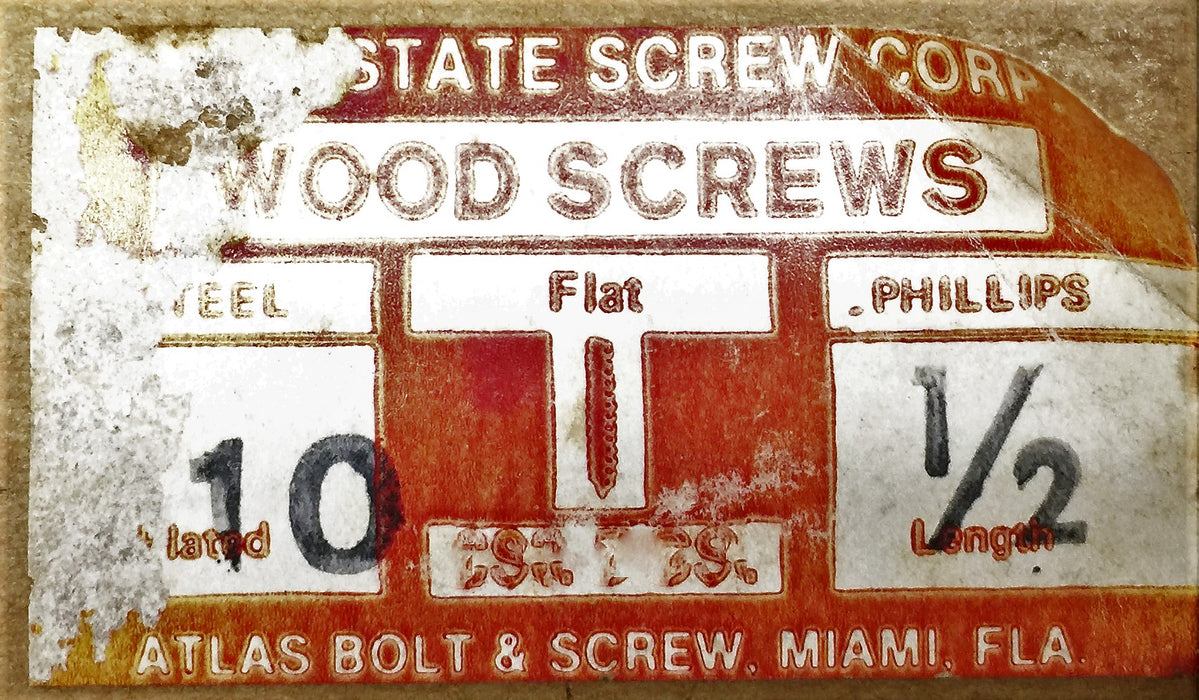 STATE SCREW CORP.
WOOD SCREWS
TEEL Flat PHILLIPS
10 1/2
lated Length
ATLAS BOLT & SCREW, MIAMI, FLA.